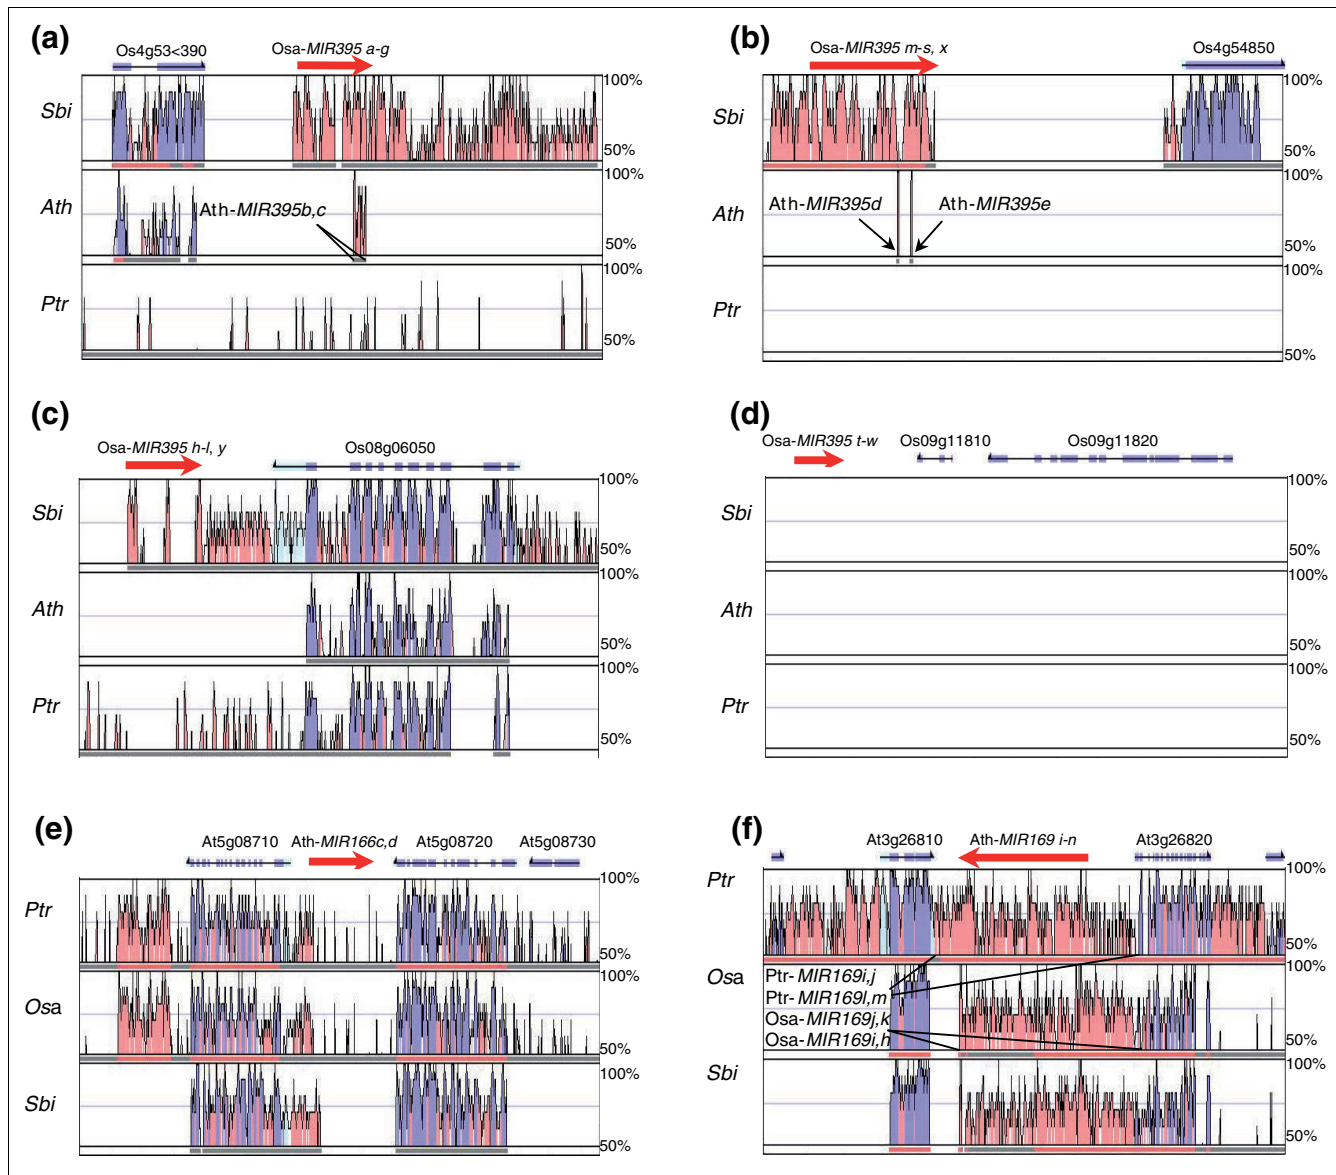 (a)
Os4g53<390
Osa-MIR395 a-g
Sbi
100%
50%
Ath
Ath-MIR395b,c
100%
50%
Ptr
100%
50%
(b)
Osa-MIR395 m-s, x
Os4g54850
Sbi
100%
50%
Ath
Ath-MIR395d
Ath-MIR395e
100%
50%
Ptr
100%
50%
(c)
Osa-MIR395 h-l, y
Os08g06050
Sbi
100%
50%
Ath
100%
50%
Ptr
100%
50%
(d)
Osa-MIR395 t-w
Os09g11810
Os09g11820
Sbi
100%
50%
Ath
100%
50%
Ptr
100%
50%
(e)
At5g08710
Ath-MIR166c,d
At5g08720
At5g08730
Ptr
100%
50%
Osa
100%
50%
Sbi
100%
50%
(f)
At3g26810
Ath-MIR169 i-n
At3g26820
Ptr
100%
50%
Osa
Ptr-MIR169i,j
Ptr-MIR169l,m
Osa-MIR169j,k
Osa-MIR169i,h
100%
50%
Sbi
100%
50%